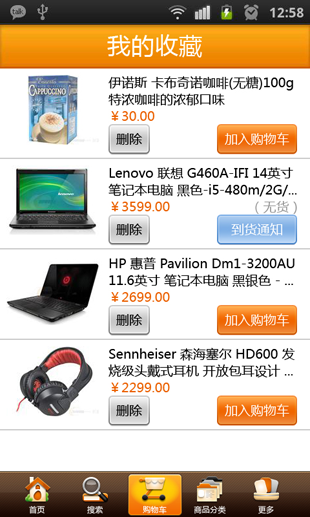 talk
12:58
我的收藏
伊诺斯 卡布奇诺咖啡(无糖)100g
特浓咖啡的浓郁口味
￥30.00
删除
加入购物车
Lenovo 联想 G460A-IFI 14英寸
笔记本电脑 黑色-i5-480m/2G/...
￥3599.00
（无货）
删除
到货通知
HP 惠普 Pavilion Dm1-3200AU
11.6英寸 笔记本电脑 黑银色 - ...
￥2699.00
删除
加入购物车
Sennheiser 森海塞尔 HD600 发
烧级头戴式耳机 开放包耳设计 ...
￥2299.00
删除
加入购物车
首页
搜索
购物车
商品分类
更多
CAPPUCCINO